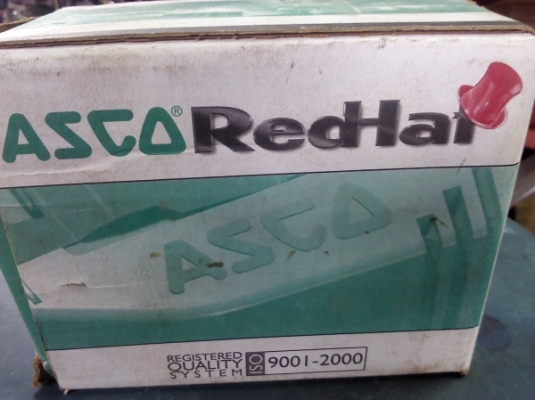 ASCO® RedHat
ASCO
REGISTERED
QUALITY
SYSTEM
ISO 9001-2000